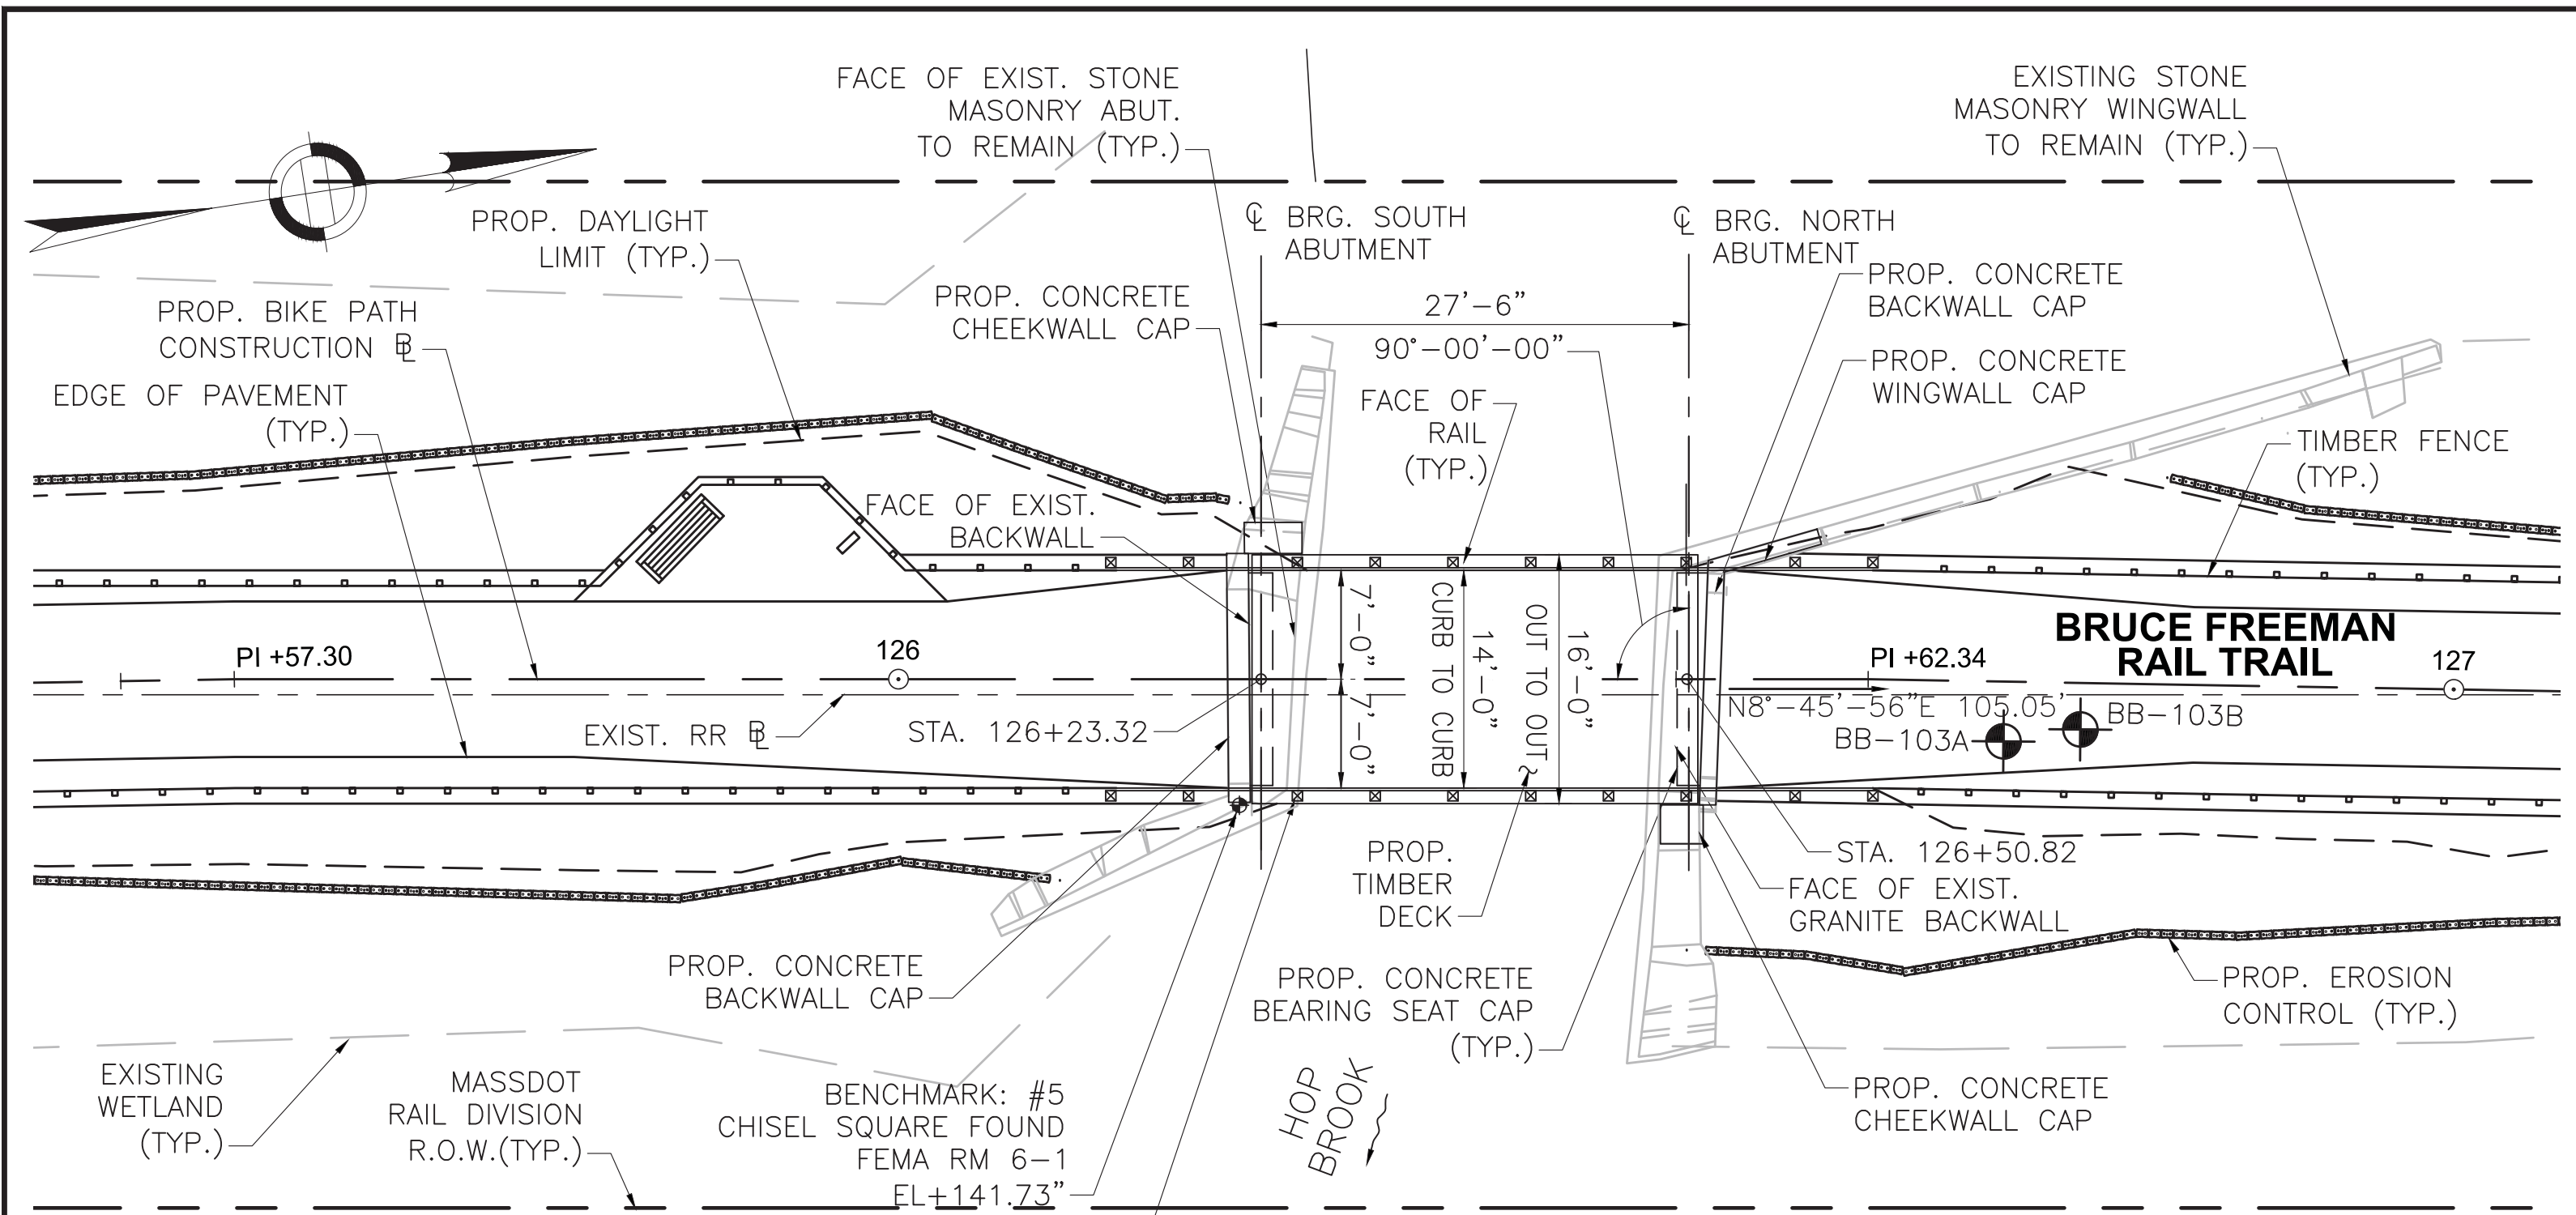 FACE OF EXIST. STONE
MASONRY ABUT.
TO REMAIN (TYP.)
EXISTING STONE
MASONRY WINGWALL
TO REMAIN (TYP.)
PROP. DAYLIGHT
LIMIT (TYP.)
℄ BRG. SOUTH
ABUTMENT
℄ BRG. NORTH
ABUTMENT
PROP. CONCRETE
BACKWALL CAP
PROP. BIKE PATH
CONSTRUCTION BL
PROP. CONCRETE
CHEEKWALL CAP
27'-6"
90°-00'-00"
PROP. CONCRETE
WINGWALL CAP
EDGE OF PAVEMENT
(TYP.)
FACE OF
RAIL
(TYP.)
TIMBER FENCE
(TYP.)
FACE OF EXIST.
BACKWALL
7'-0"
7'-0"
14'-0"
CURB TO CURB
16'-0"
OUT TO OUT
BRUCE FREEMAN
RAIL TRAIL
PI +57.30
126
PI +62.34
127
N8°-45'-56"E 105.05'
BB-103A
BB-103B
EXIST. RR BL
STA. 126+23.32
PROP.
TIMBER
DECK
STA. 126+50.82
FACE OF EXIST.
GRANITE BACKWALL
PROP. CONCRETE
BACKWALL CAP
PROP. CONCRETE
BEARING SEAT CAP
(TYP.)
PROP. EROSION
CONTROL (TYP.)
EXISTING
WETLAND
(TYP.)
MASSDOT
RAIL DIVISION
R.O.W.(TYP.)
BENCHMARK: #5
CHISEL SQUARE FOUND
FEMA RM 6-1
EL+141.73"
HOP
BROOK
PROP. CONCRETE
CHEEKWALL CAP